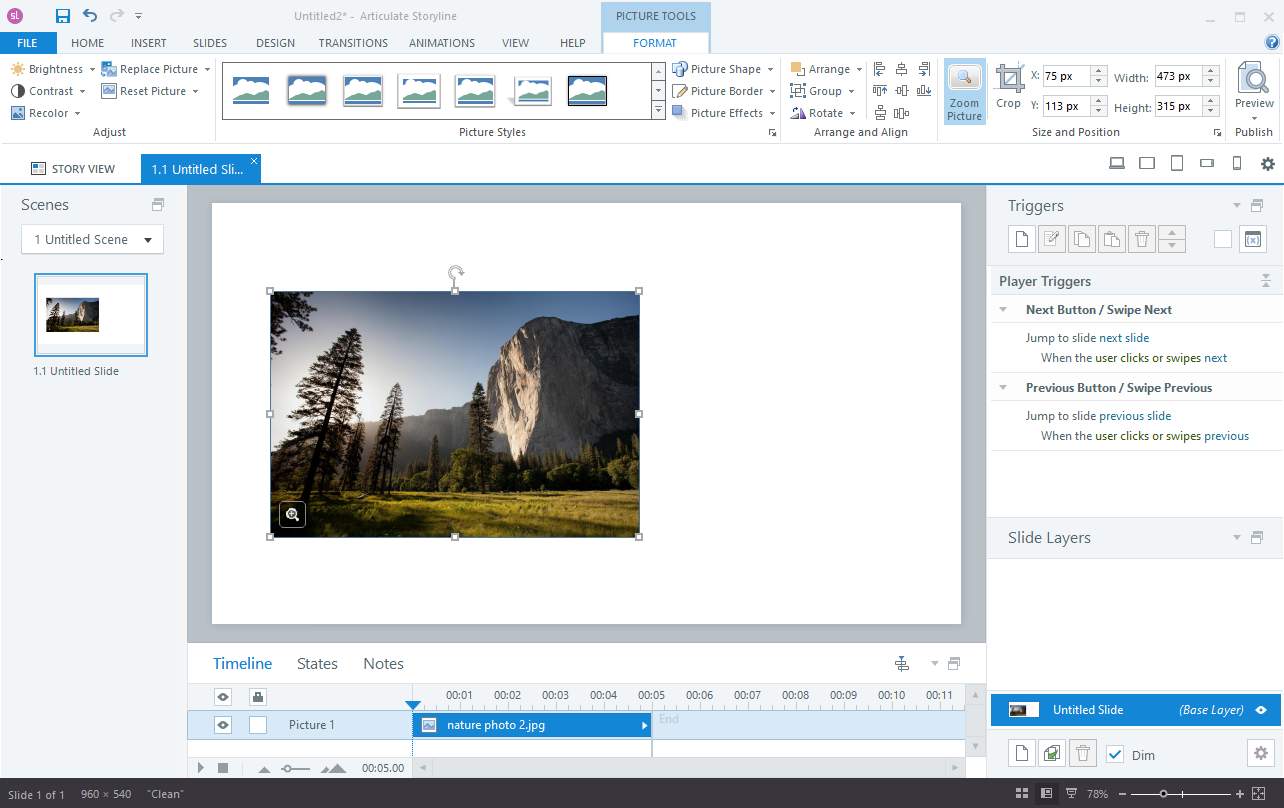 sl
Untitled2* - Articulate Storyline
PICTURE TOOLS
FILE HOME INSERT SLIDES DESIGN TRANSITIONS ANIMATIONS VIEW HELP FORMAT
Brightness Replace Picture
Contrast Reset Picture
Recolor
Adjust
Picture Styles
Picture Shape
Picture Border
Picture Effects
Arrange
Group
Rotate
Arrange and Align
Zoom Picture
Crop
X: 75 px Width: 473 px
Y: 113 px Height: 315 px
Size and Position
Preview
Publish
STORY VIEW
1.1 Untitled Sli...
Scenes
1 Untitled Scene
1.1 Untitled Slide
Triggers
(x)
Player Triggers
Next Button / Swipe Next
Jump to slide next slide
When the user clicks or swipes next
Previous Button / Swipe Previous
Jump to slide previous slide
When the user clicks or swipes previous
Slide Layers
Untitled Slide (Base Layer)
Dim
Timeline States Notes
00:01 00:02 00:03 00:04 00:05 00:06 00:07 00:08 00:09 00:10 00:11
Picture 1 nature photo 2.jpg End
00:05.00
Slide 1 of 1 960 × 540 "Clean" 78%